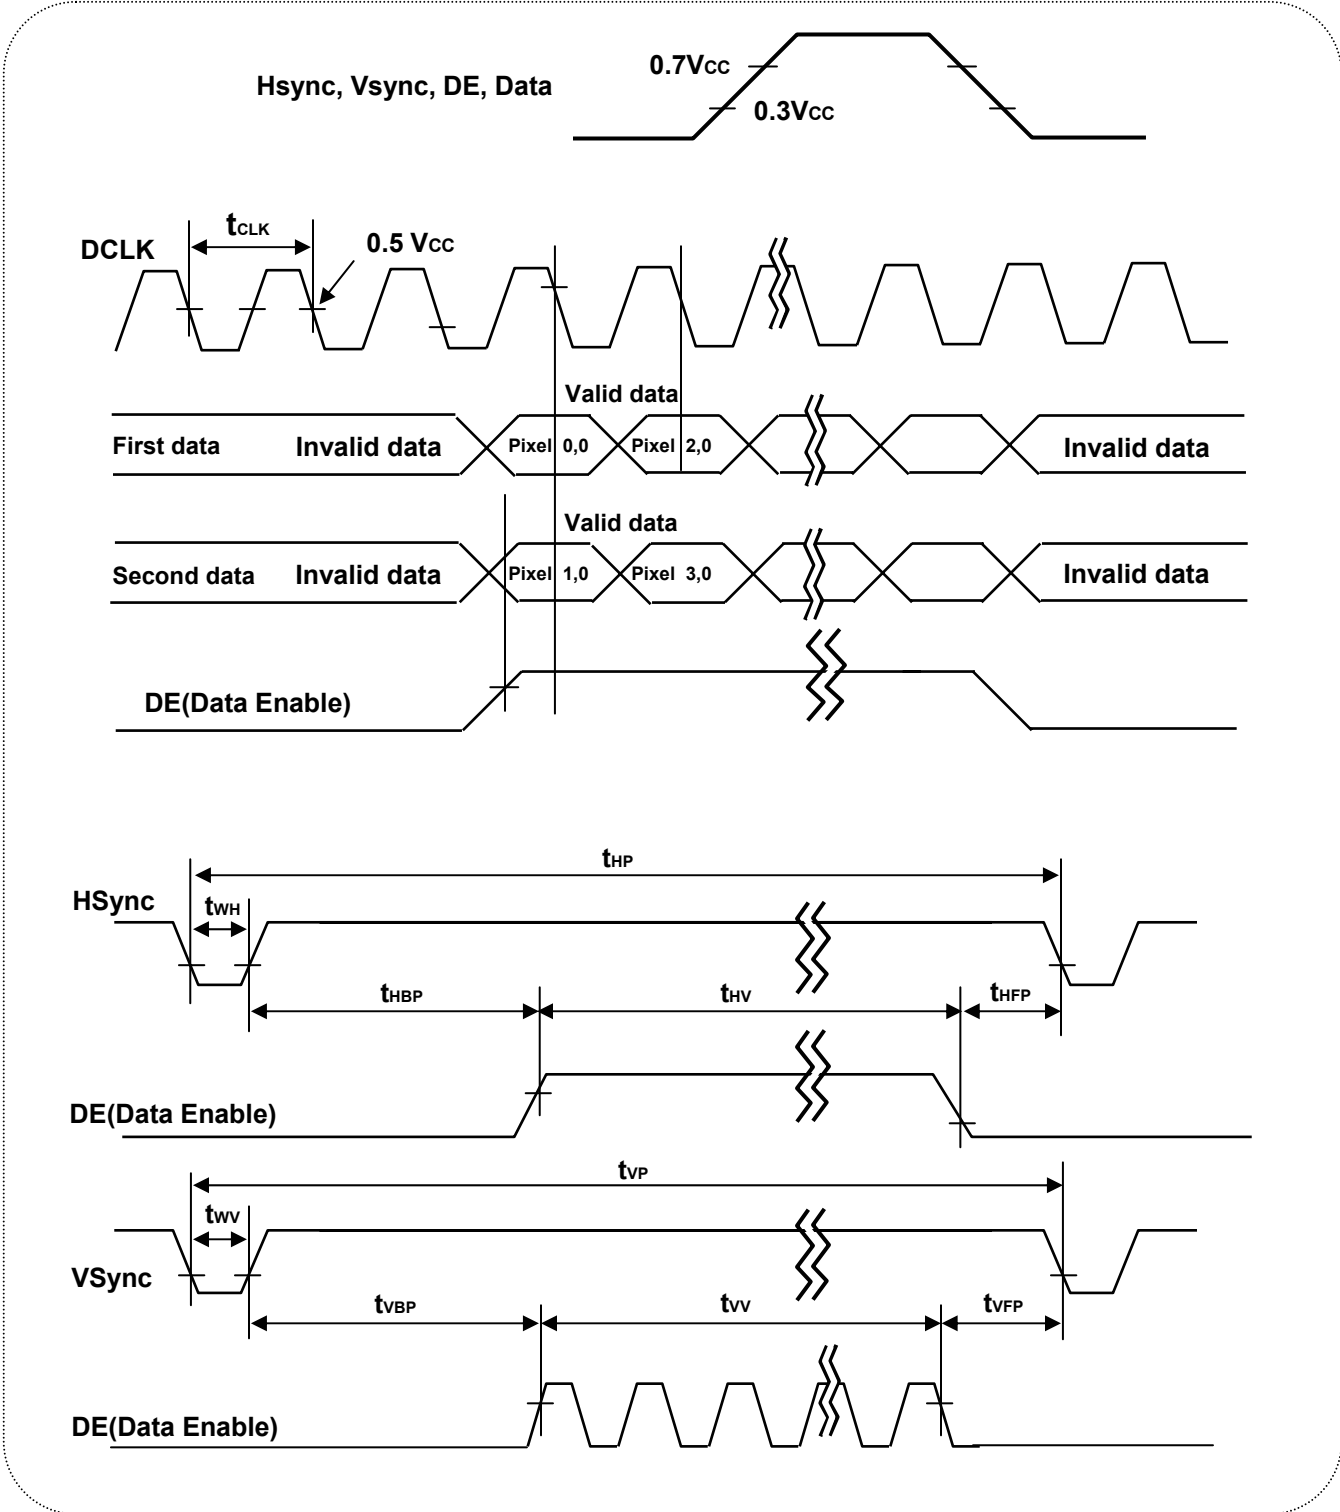 0.7VCC
Hsync, Vsync, DE, Data
0.3VCC
tCLK
DCLK
0.5 VCC
Valid data
First data Invalid data Pixel 0,0 Pixel 2,0 Invalid data
Valid data
Second data Invalid data Pixel 1,0 Pixel 3,0 Invalid data
DE(Data Enable)
tHP
HSync
tWH
tHBP tHV tHFP
DE(Data Enable)
tVP
tWV
VSync
tVBP tVV tVFP
DE(Data Enable)